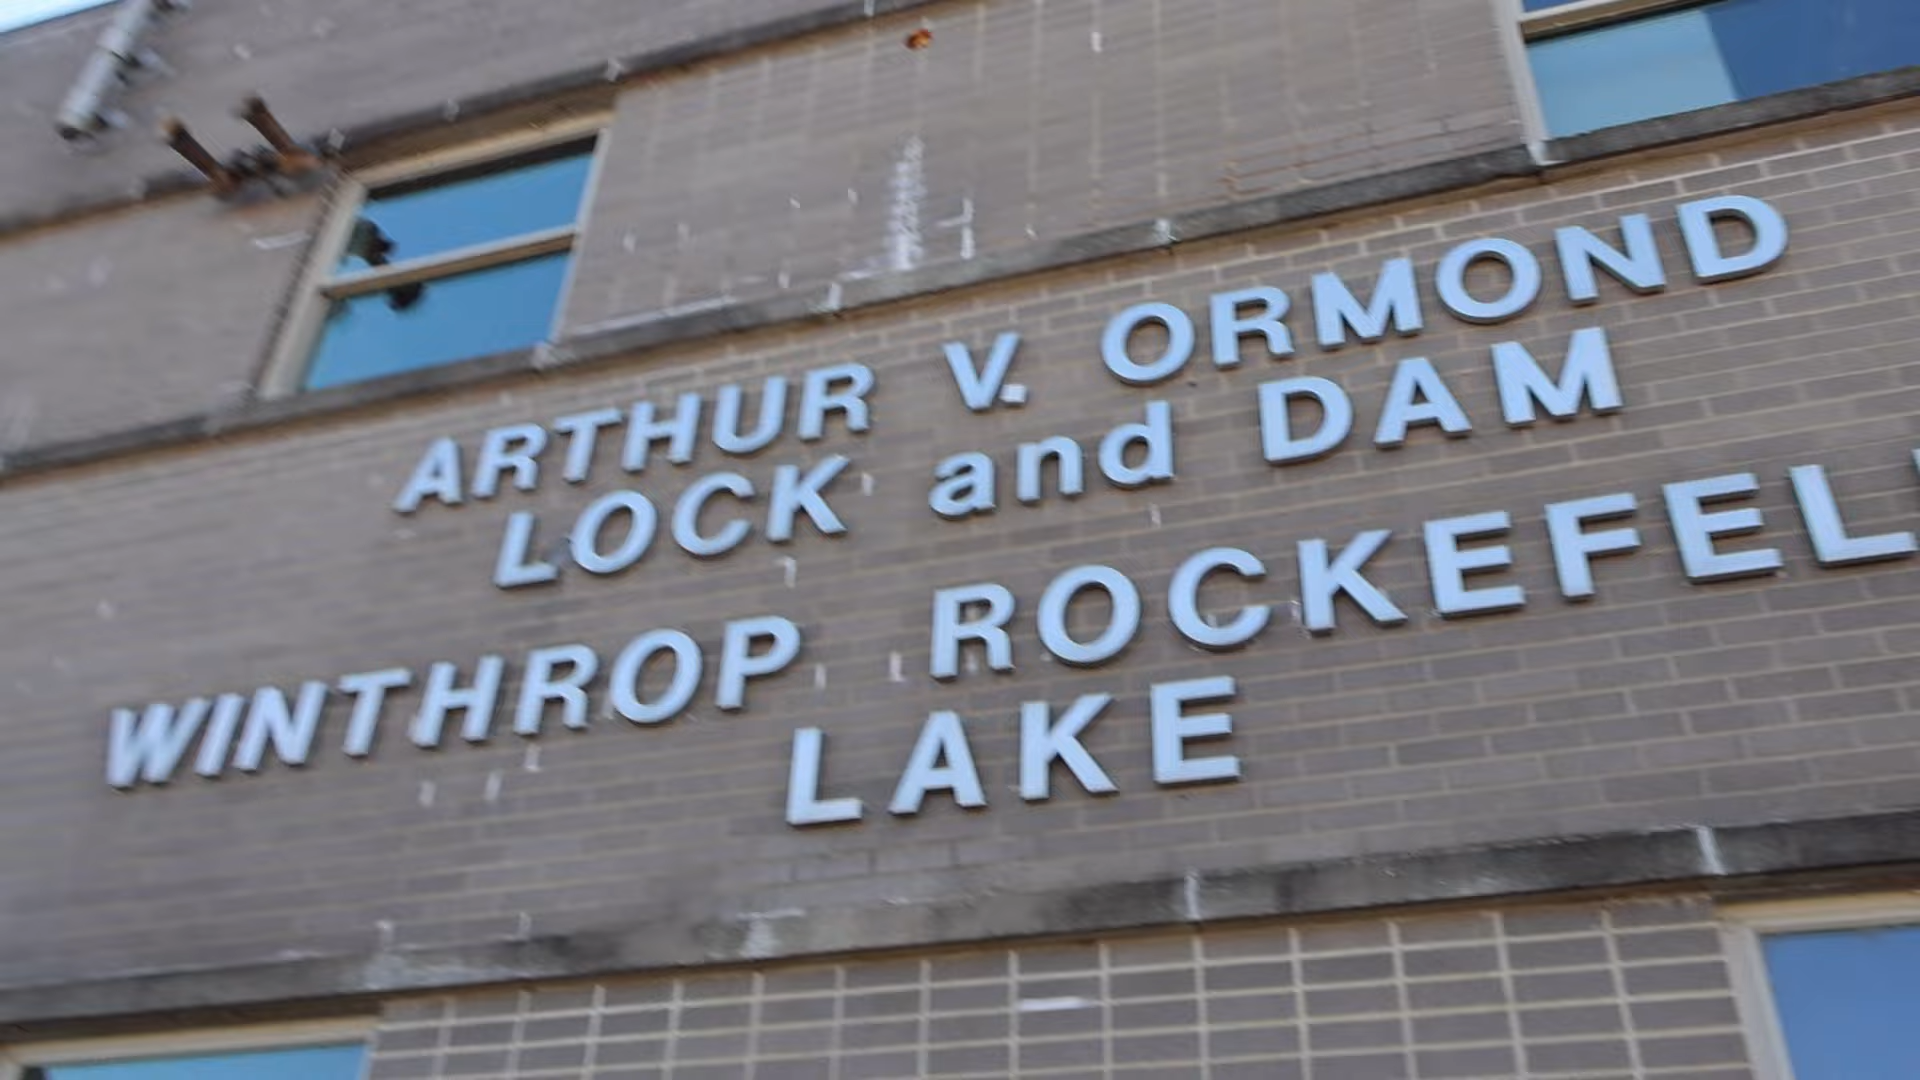 ARTHUR V. ORMOND
LOCK and DAM
WINTHROP ROCKEFEL
LAKE